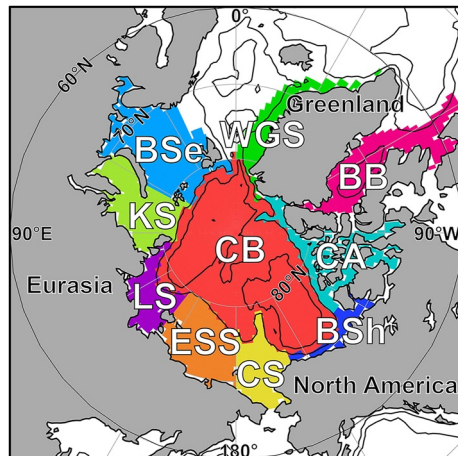 0°
60°N
70°N
Greenland
WGS
BSe
BB
KS
90°E
90°W
CB
CA
Eurasia
LS
80°N
ESS
BSh
CS
North America
180°